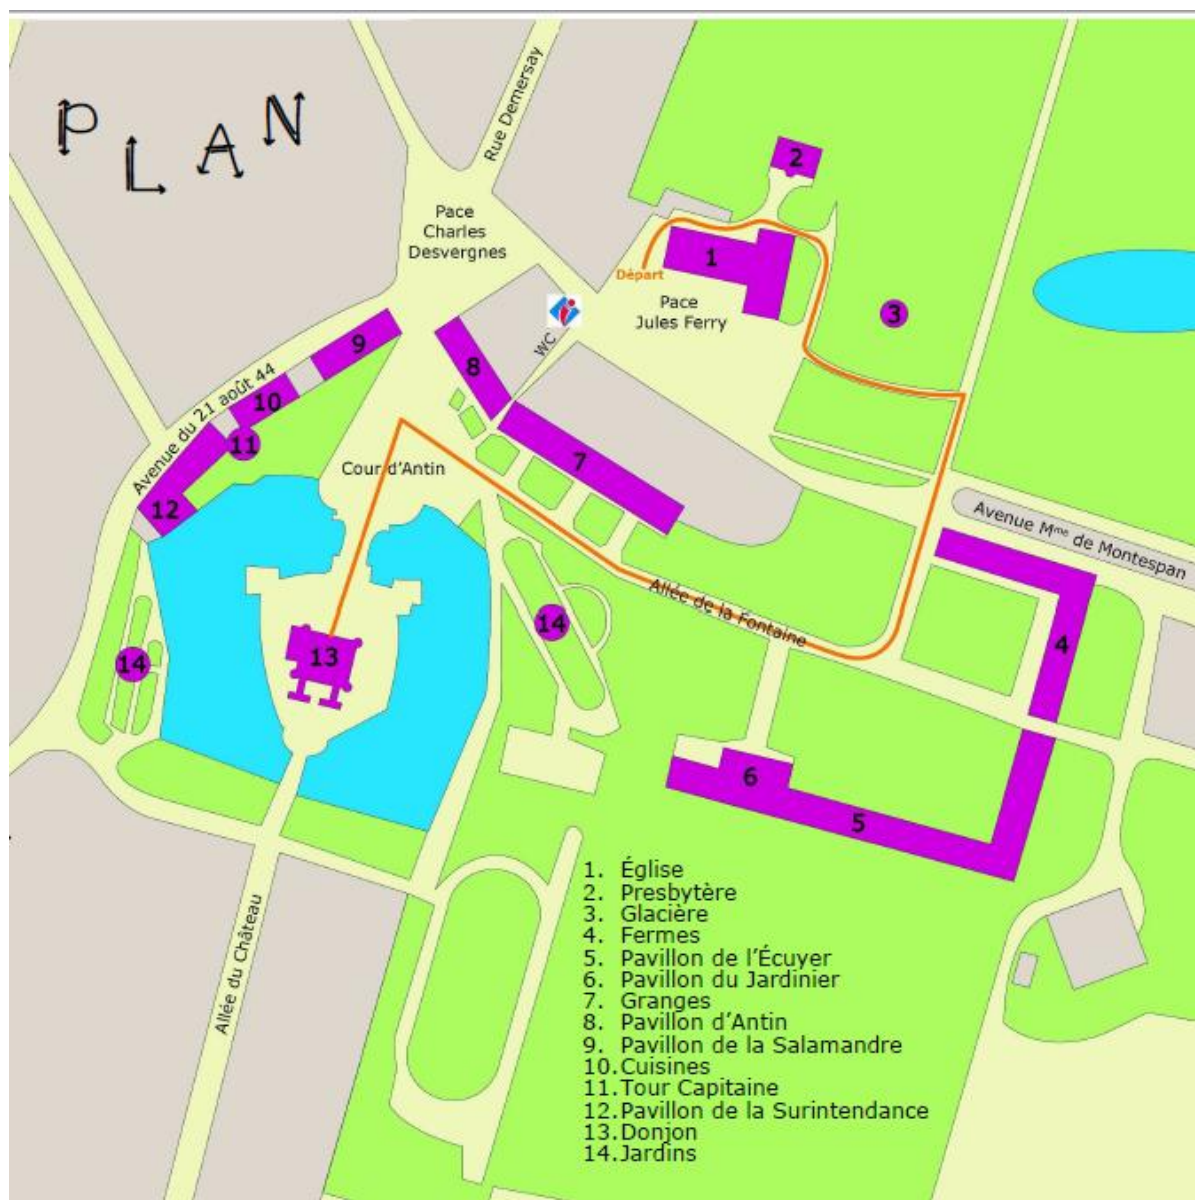 PLAN
Rue Demersay
Pace
Charles
Desvergnes
2
1
Départ
Pace
Jules Ferry
3
WC
9
8
10
Avenue du 21 août 44
11
7
Cour d'Antin
12
Avenue Mme de Montespan
Allée de la Fontaine
14
4
13
14
6
5
Allée du Château
1. Église
2. Presbytère
3. Glacière
4. Fermes
5. Pavillon de l'Écuyer
6. Pavillon du Jardinier
7. Granges
8. Pavillon d'Antin
9. Pavillon de la Salamandre
10. Cuisines
11. Tour Capitaine
12. Pavillon de la Surintendance
13. Donjon
14. Jardins